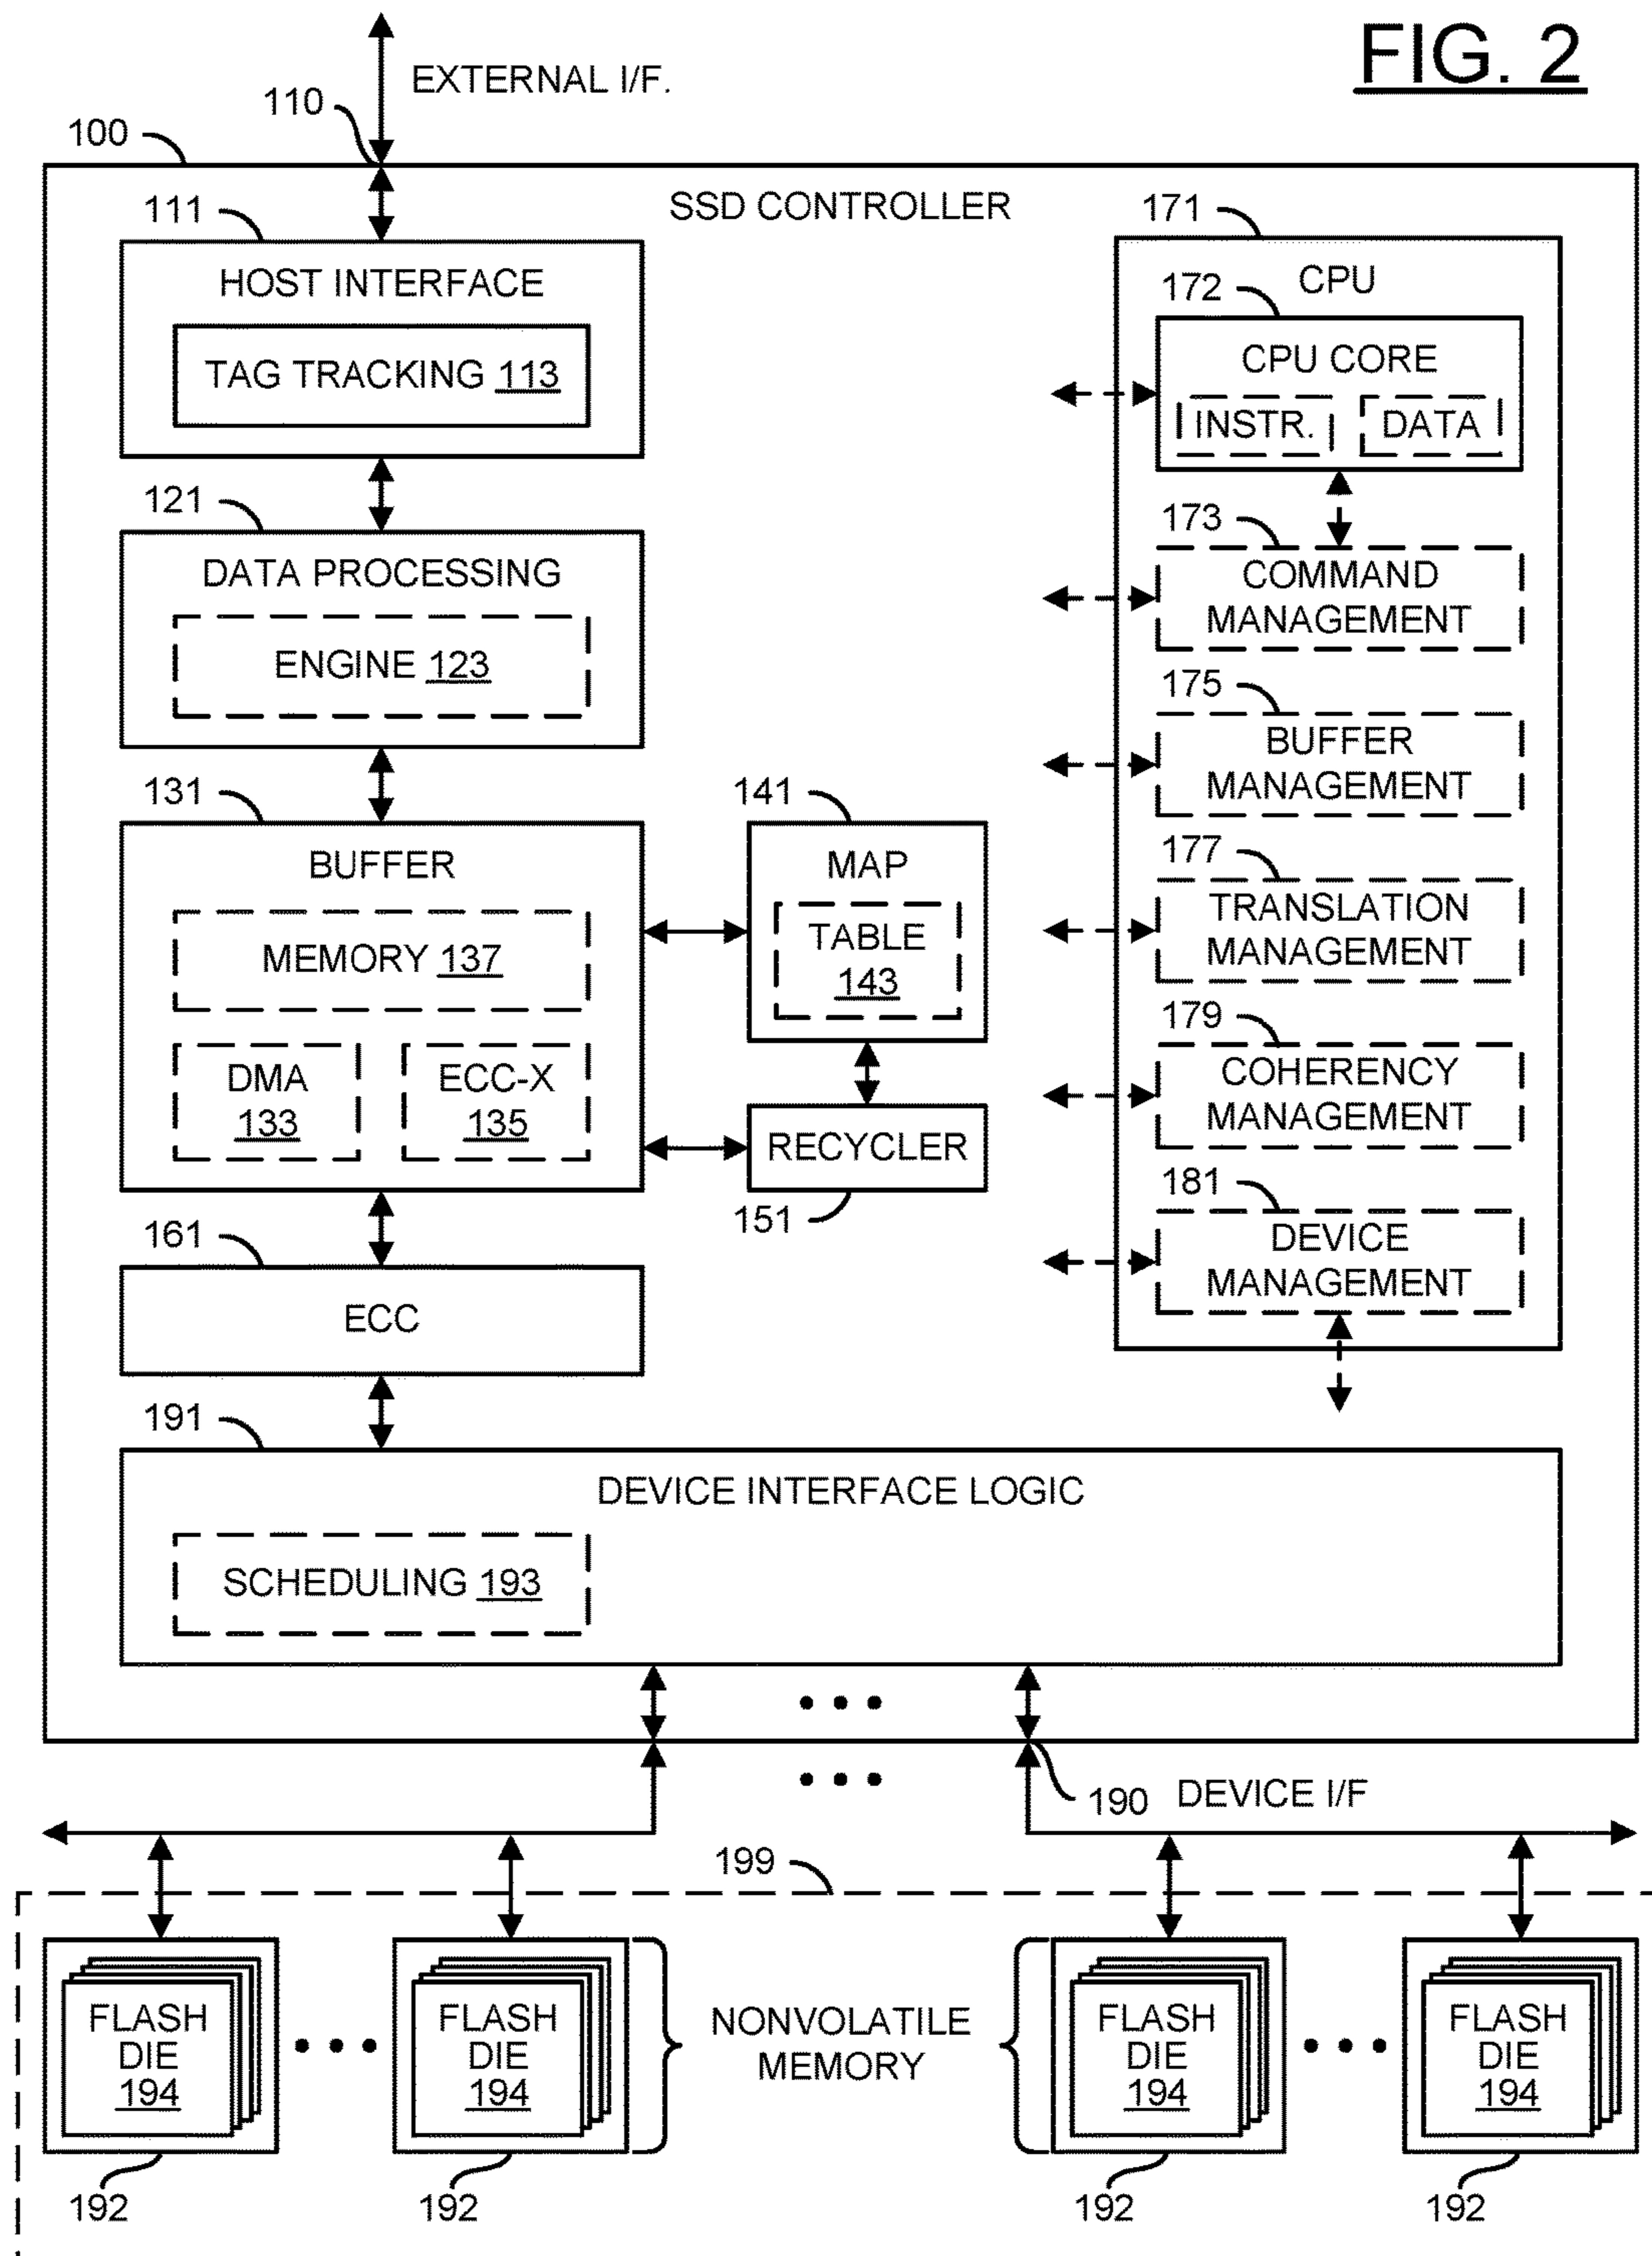 FIG. 2
EXTERNAL I/F.
110
100
SSD CONTROLLER
111
HOST INTERFACE
TAG TRACKING 113
121
DATA PROCESSING
ENGINE 123
131
BUFFER
MEMORY 137
DMA
133
ECC-X
135
141
MAP
TABLE
143
RECYCLER
151
161
ECC
171
CPU
172
CPU CORE
INSTR.
DATA
173
COMMAND
MANAGEMENT
175
BUFFER
MANAGEMENT
177
TRANSLATION
MANAGEMENT
179
COHERENCY
MANAGEMENT
181
DEVICE
MANAGEMENT
191
DEVICE INTERFACE LOGIC
SCHEDULING 193
190
DEVICE I/F
199
FLASH
DIE
194
192
FLASH
DIE
194
192
NONVOLATILE
MEMORY
FLASH
DIE
194
192
FLASH
DIE
194
192